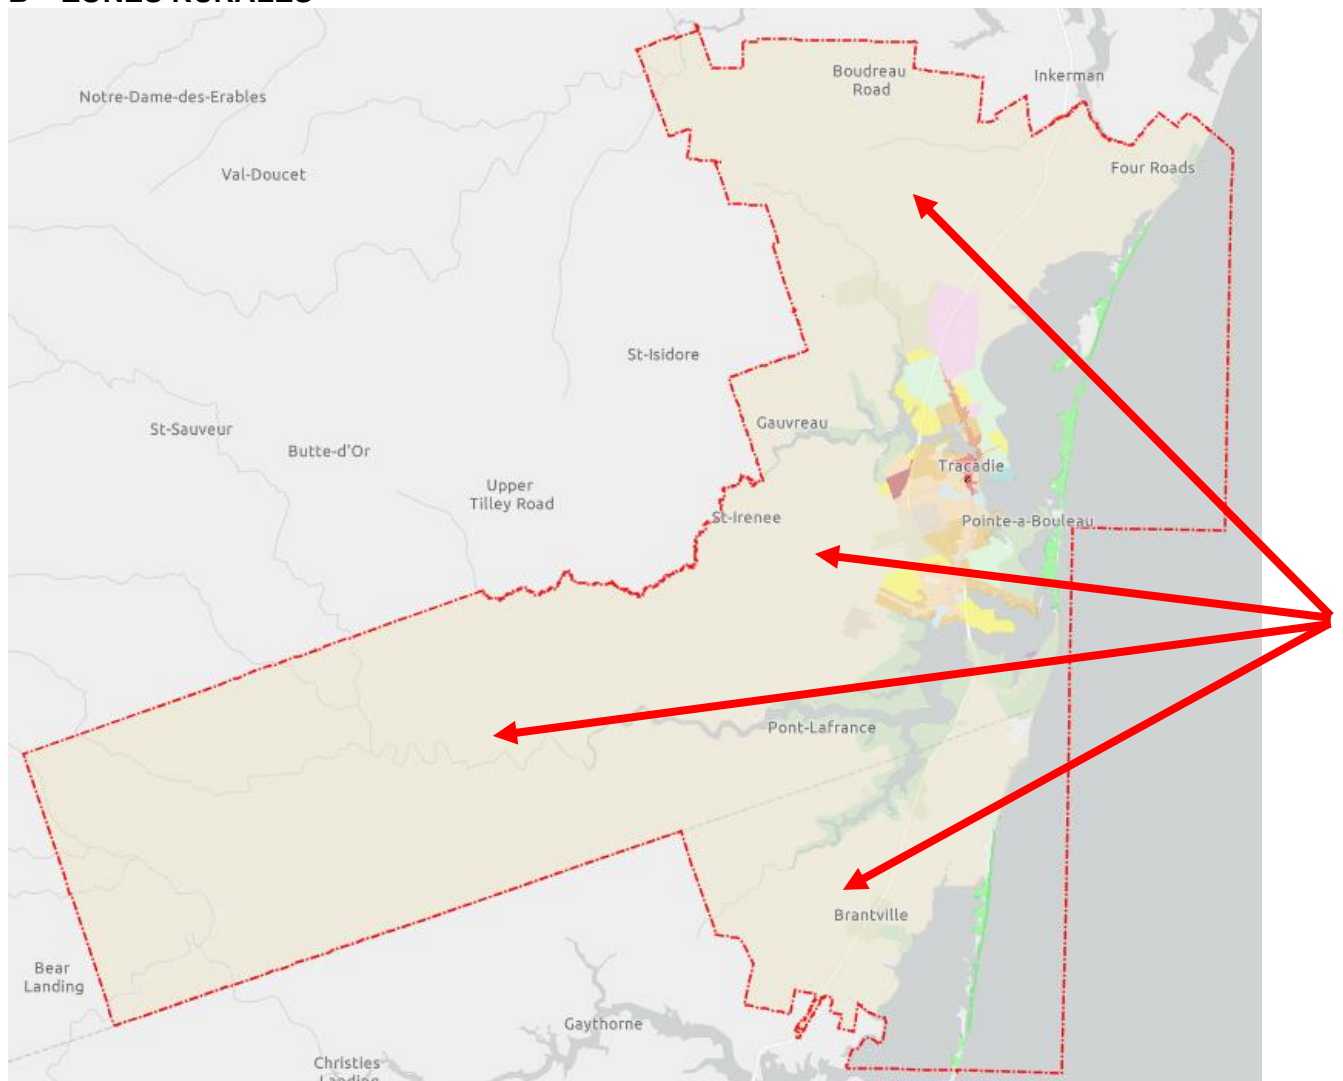 Boudreau
Road
Inkerman
Notre-Dame-des-Erables
Four Roads
Val-Doucet
St-Isidore
Gauvreau
St-Sauveur
Butte-d'Or
Tracadie
Upper
Tilley Road
St-Irenee
Pointe-a-Bouleau
Pont-Lafrance
Brantville
Bear
Landing
Gaythorne
Christies
Landing